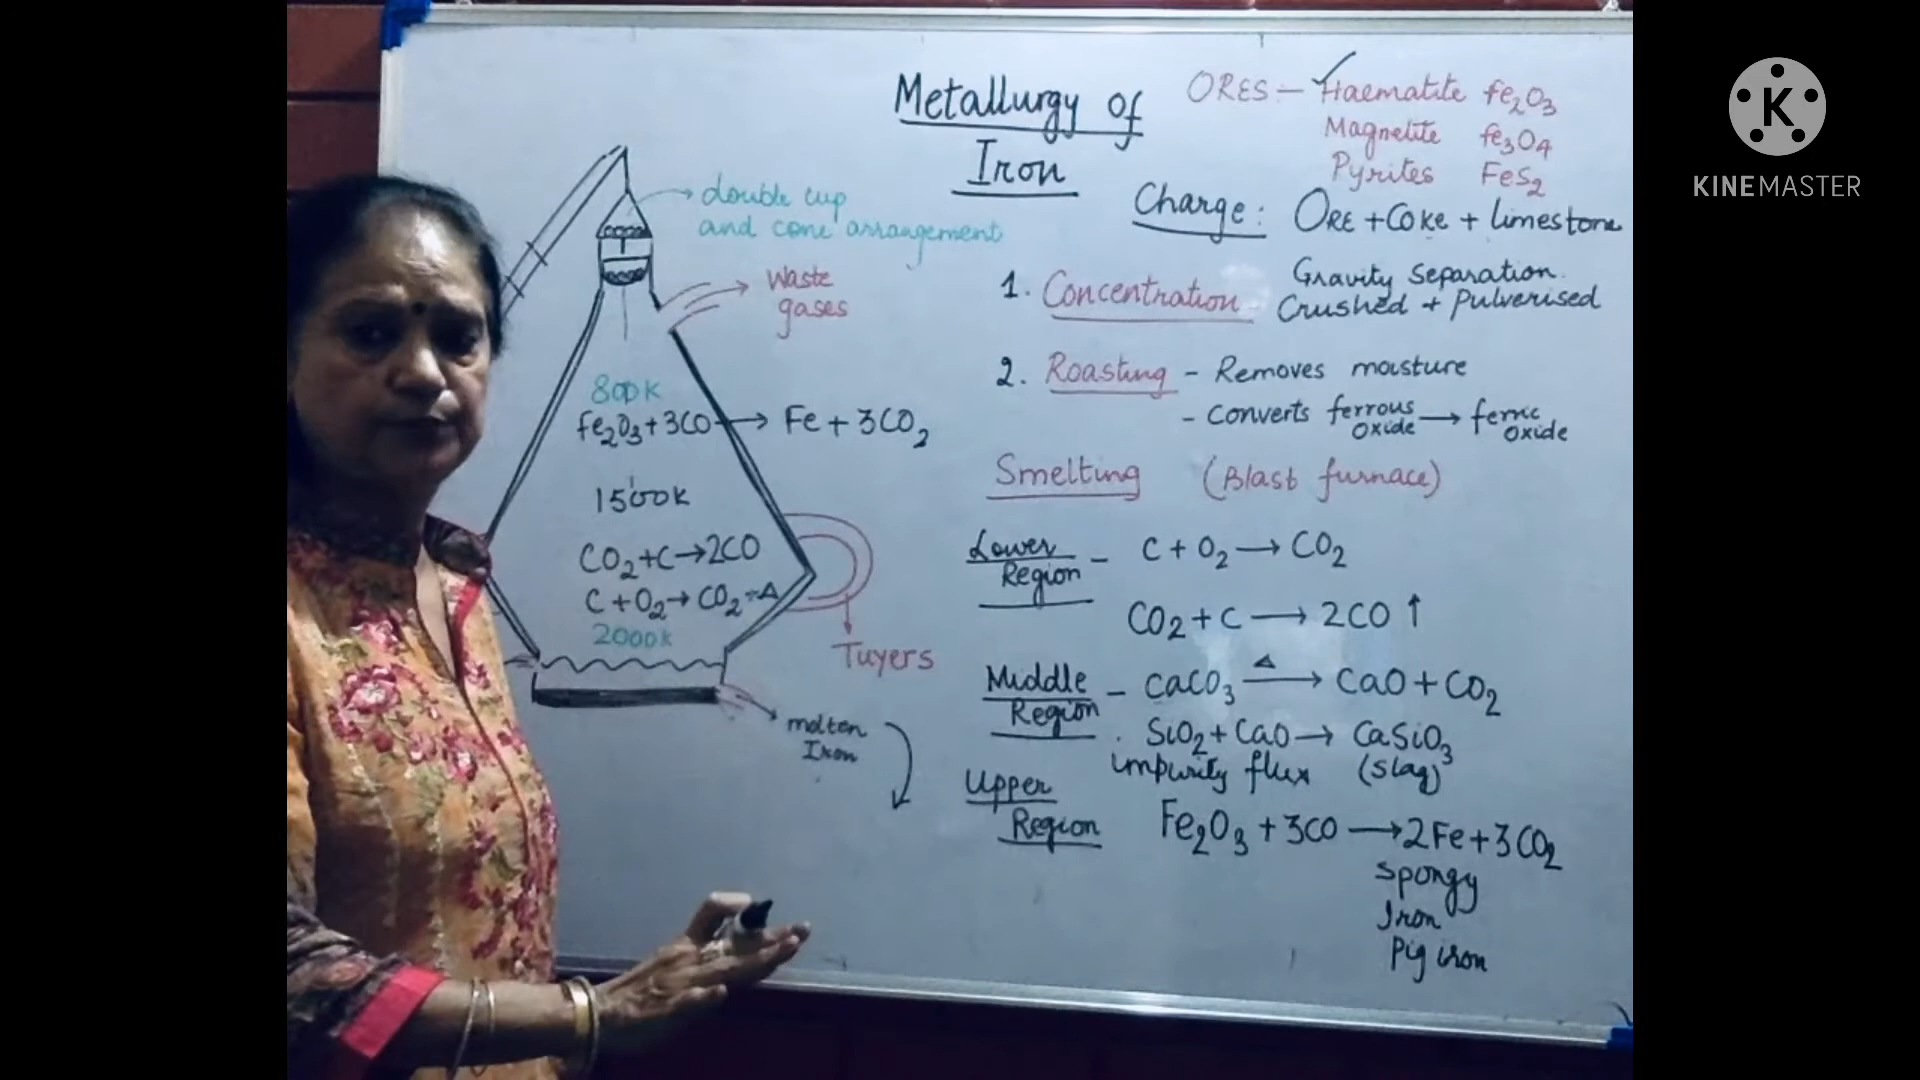 Metallurgy of
Iron
ORES - Haematite Fe2O3
Magnetite Fe3O4
Pyrites FeS2
Charge: ORE + Coke + limestone
double cup
and cone arrangement
Waste
gases
1. Concentration - Gravity Separation.
Crushed + Pulverised
2. Roasting - Removes moisture
- Converts ferrous oxide → ferric oxide
Smelting (Blast furnace)
800K
Fe2O3 + 3CO → Fe + 3CO2
1500K
CO2 + C → 2CO
C + O2 → CO2 + Δ
2000K
Tuyers
molten
Iron
Lower Region - C + O2 → CO2
CO2 + C → 2CO ↑
Middle Region - CaCO3 Δ→ CaO + CO2
SiO2 + CaO → CaSiO3
impurity flux (Slag)
Upper Region Fe2O3 + 3CO → 2Fe + 3CO2
Spongy
Iron
Pig iron
K
KINEMASTER